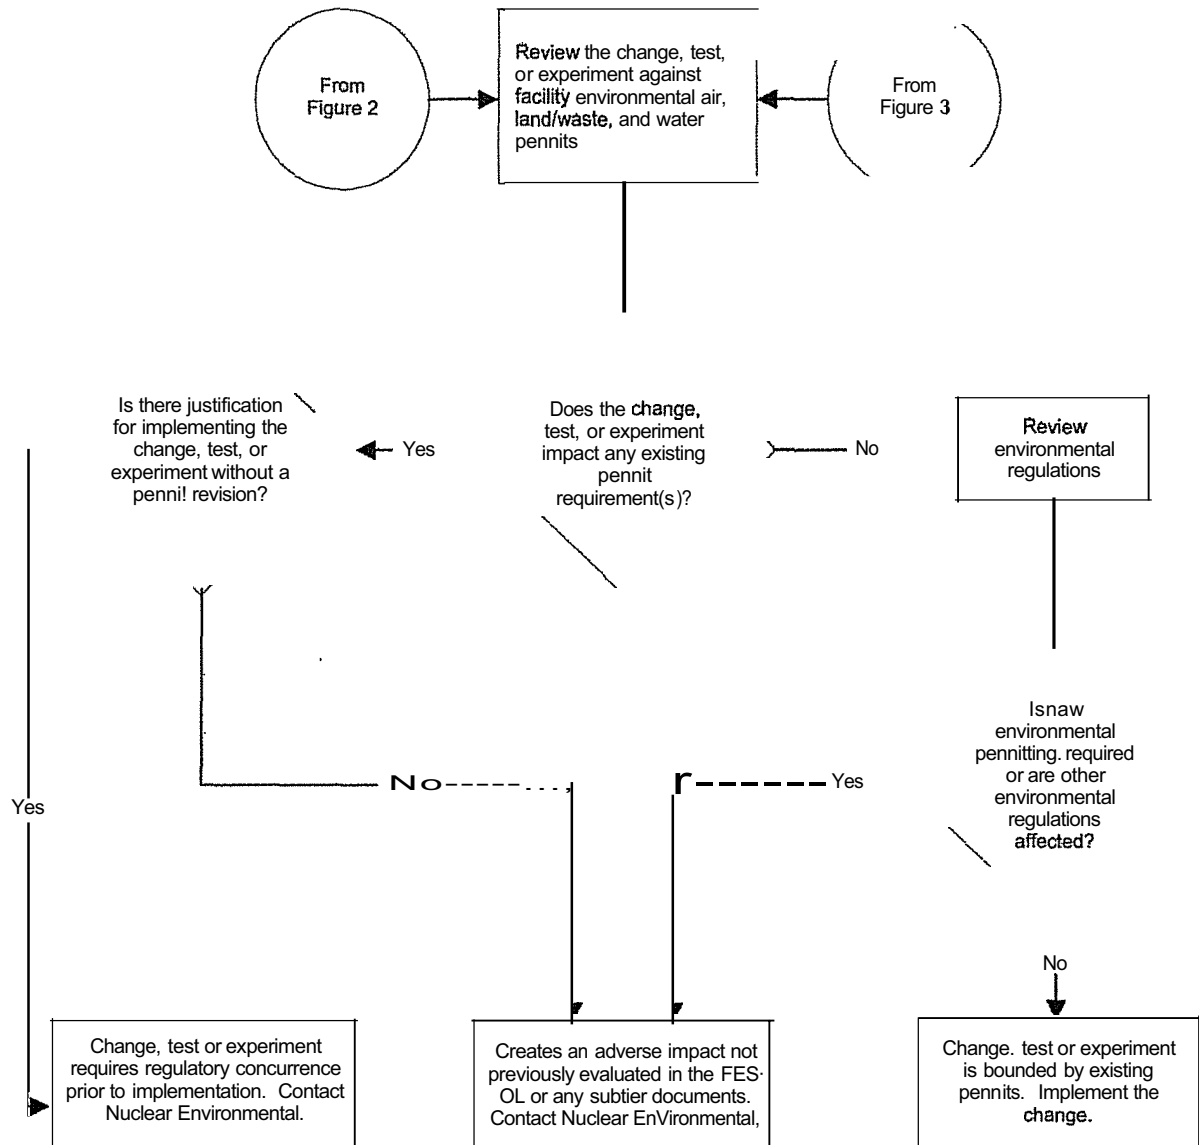 From
Figure 2
Review the change, test,
or experiment against
facility environmental air,
land/waste, and water
pennits
From
Figure 3
Is there justification
for implementing the
change, test, or
experiment without a
penni! revision?
Yes
Does the change,
test, or experiment
impact any existing
pennit
requirement(s)?
No
Review
environmental
regulations
Isnaw
environmental
pennitting. required
or are other
environmental
regulations
affected?
Yes
No
r
Yes
No
Change, test or experiment
requires regulatory concurrence
prior to implementation. Contact
Nuclear Environmental.
Creates an adverse impact not
previously evaluated in the FES·
OL or any subtier documents.
Contact Nuclear EnVironmental,
Change. test or experiment
is bounded by existing
pennits. Implement the
change.